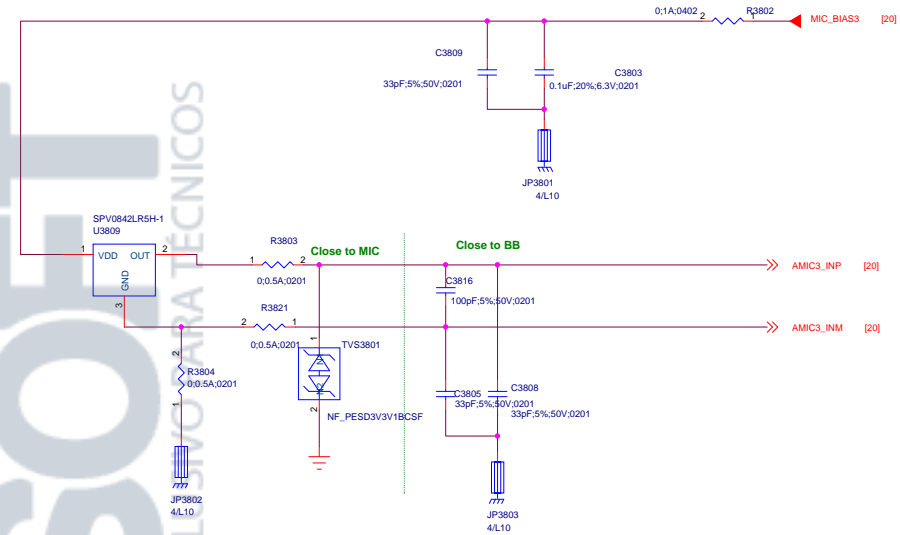 0;1A;0402
2
R3802
1
MIC_BIAS3
[20]
C3809
33pF;5%;50V;0201
C3803
0.1uF;20%;6.3V;0201
JP3801
4/L10
SPV0842LR5H-1
U3809
1
VDD
OUT
2
GND
3
R3803
1
2
0;0.5A;0201
Close to MIC
Close to BB
AMIC3_INP
[20]
C3816
100pF;5%;50V;0201
R3821
2
1
0;0.5A;0201
AMIC3_INM
[20]
2
R3804
0;0.5A;0201
1
JP3802
4/L10
1
TVS3801
2
NF_PESD3V3V1BCSF
C3805
33pF;5%;50V;0201
C3808
33pF;5%;50V;0201
JP3803
4/L10
PARA TÉCNICOS